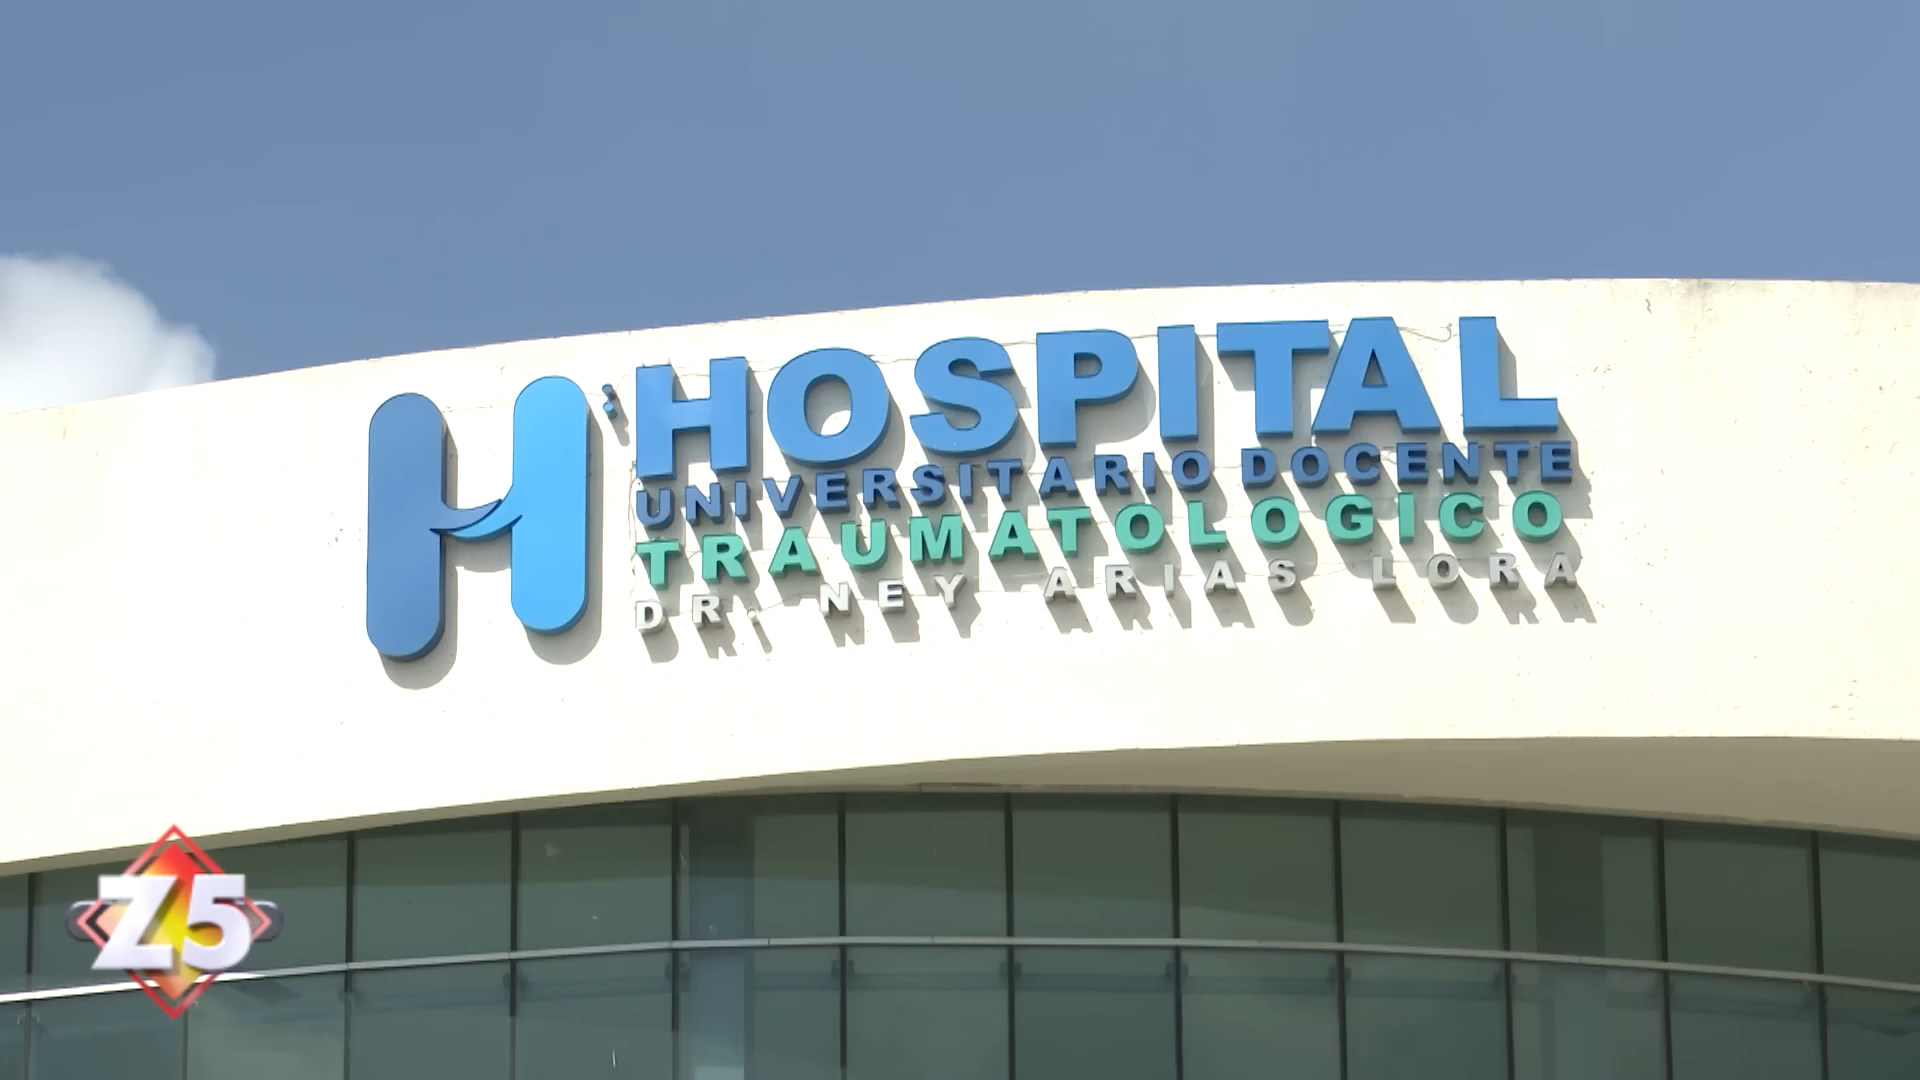 HOSPITAL
UNIVERSITARIO DOCENTE
TRAUMATOLOGICO
DR. NEY ARIAS LORA
Z5